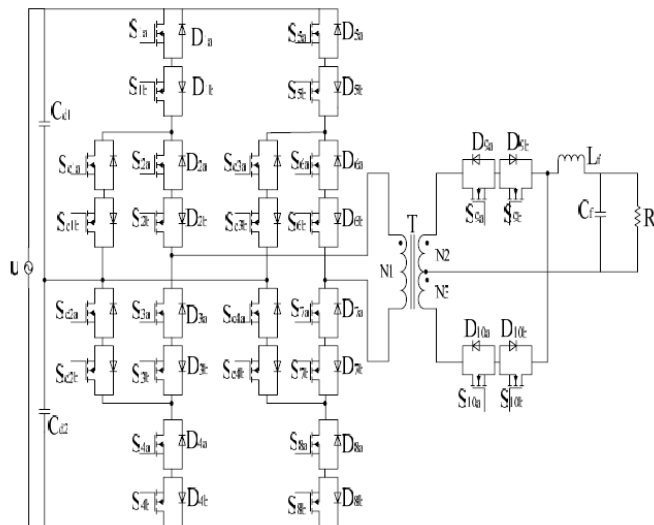 S1a D1a S5a D5a
S1b D1b S5b D5b
Cd1
Sc1a S2a D2a Sc3a S6a D6a D9a D9b Lf
Sc1b S2b D2b Sc3b S6b D6b S9a S9b Cf R
T
U N1 N2
N3
Sc2a S3a D3a Sc4a S7a D7a D10a D10b
Sc2b S3b D3b Sc4b S7b D7b S10a S10b
Cd2
S4a D4a S8a D8a
S4b D4b S8b D8b